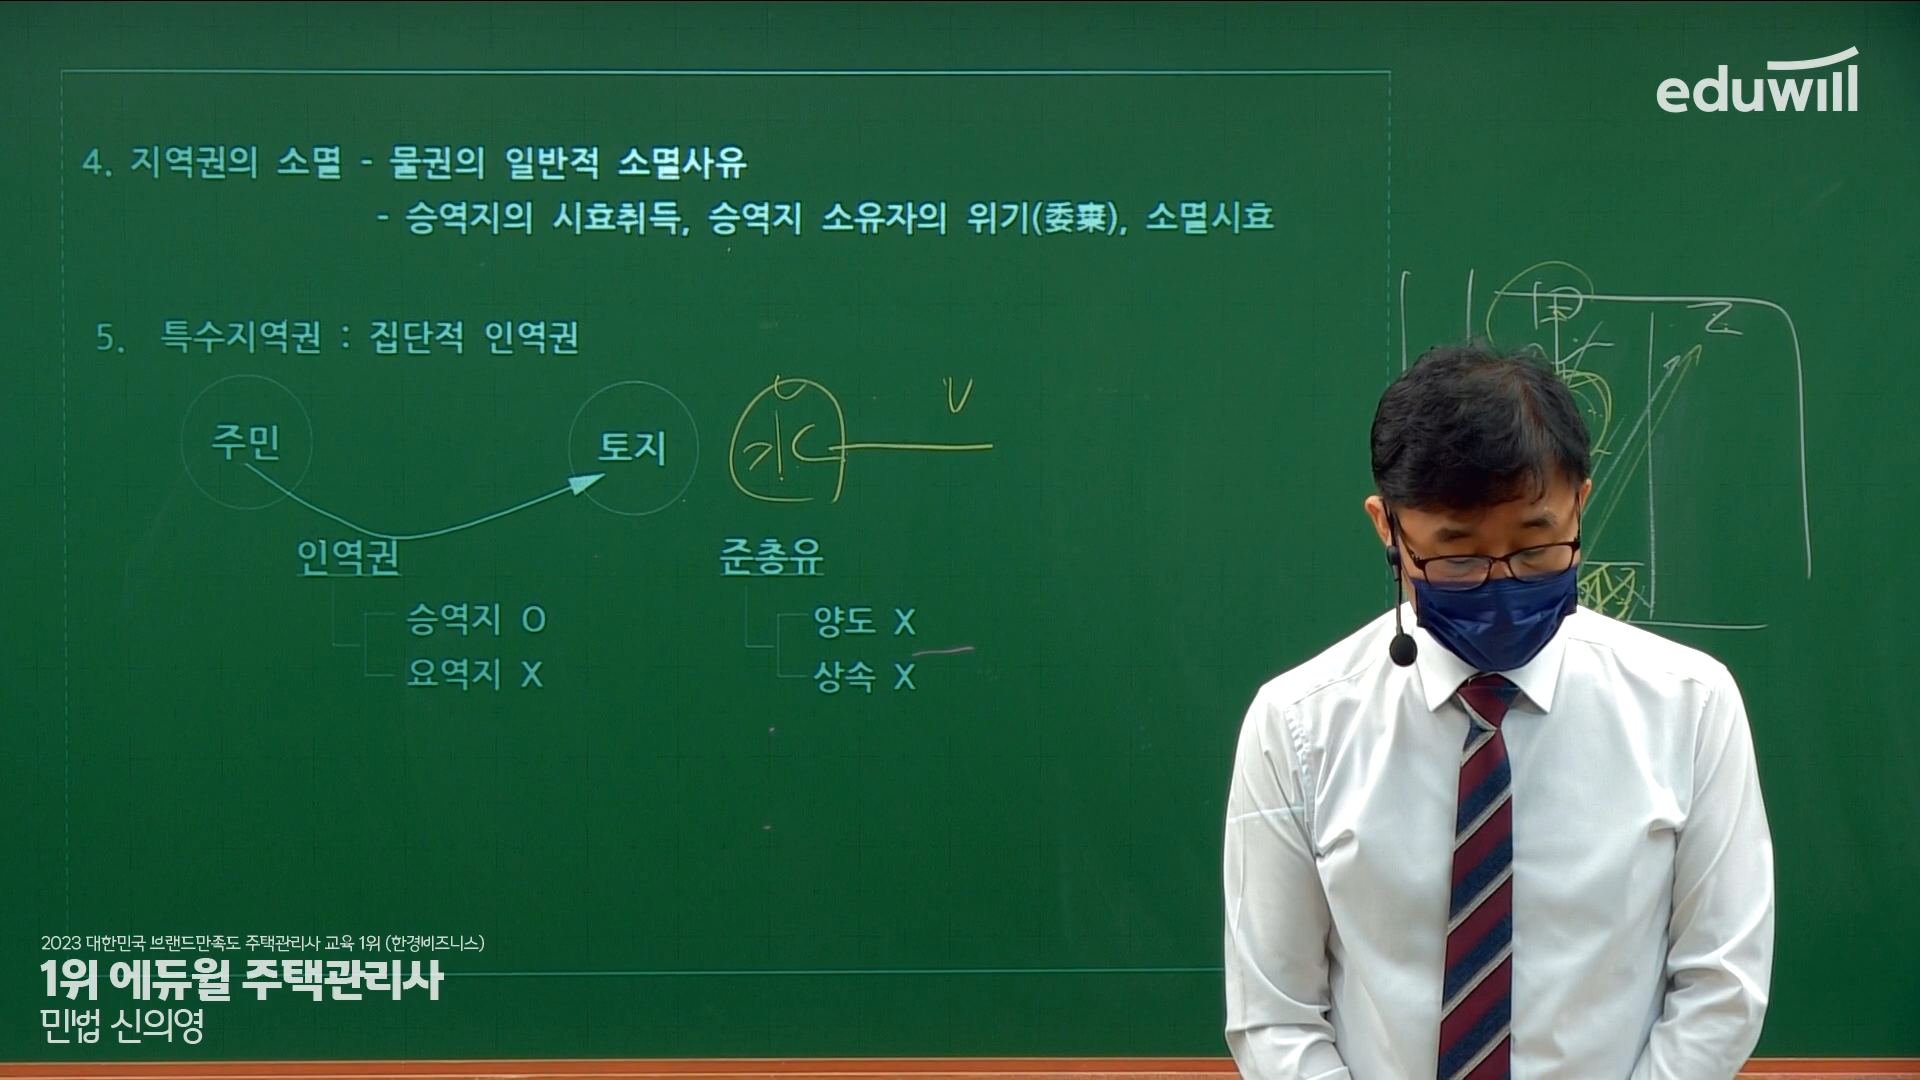 eduwill
4. 지역권의 소멸 - 물권의 일반적 소멸사유
- 승역지의 시효취득, 승역지 소유자의 위기(委棄), 소멸시효
5. 특수지역권 : 집단적 인역권
주민
토지
인역권
준총유
승역지 O
양도 X
요역지 X
상속 X
2023 대한민국 브랜드만족도 주택관리사 교육 1위 (한경비즈니스)
1위 에듀윌 주택관리사
민법 신의영